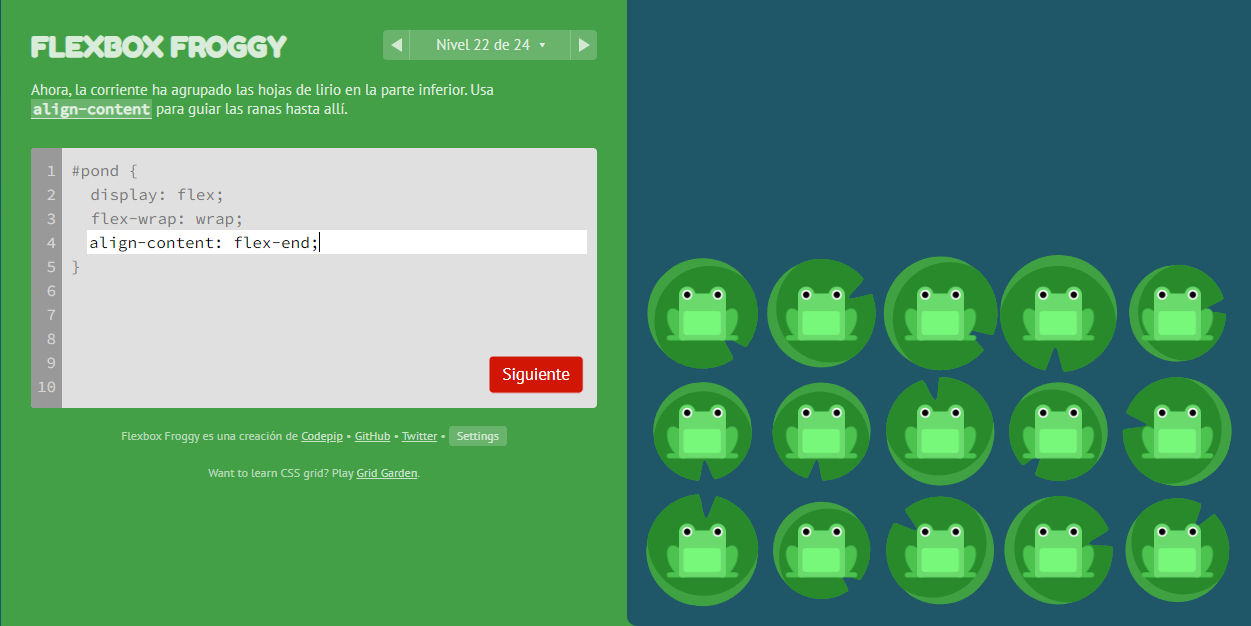 FLEXBOX FROGGY
Nivel 22 de 24
Ahora, la corriente ha agrupado las hojas de lirio en la parte inferior. Usa
align-content para guiar las ranas hasta allí.
1 #pond {
2 display: flex;
3 flex-wrap: wrap;
4 align-content: flex-end;
5 }
6
7
8
9
10
Siguiente
Flexbox Froggy es una creación de Codepip • GitHub • Twitter • Settings
Want to learn CSS grid? Play Grid Garden.